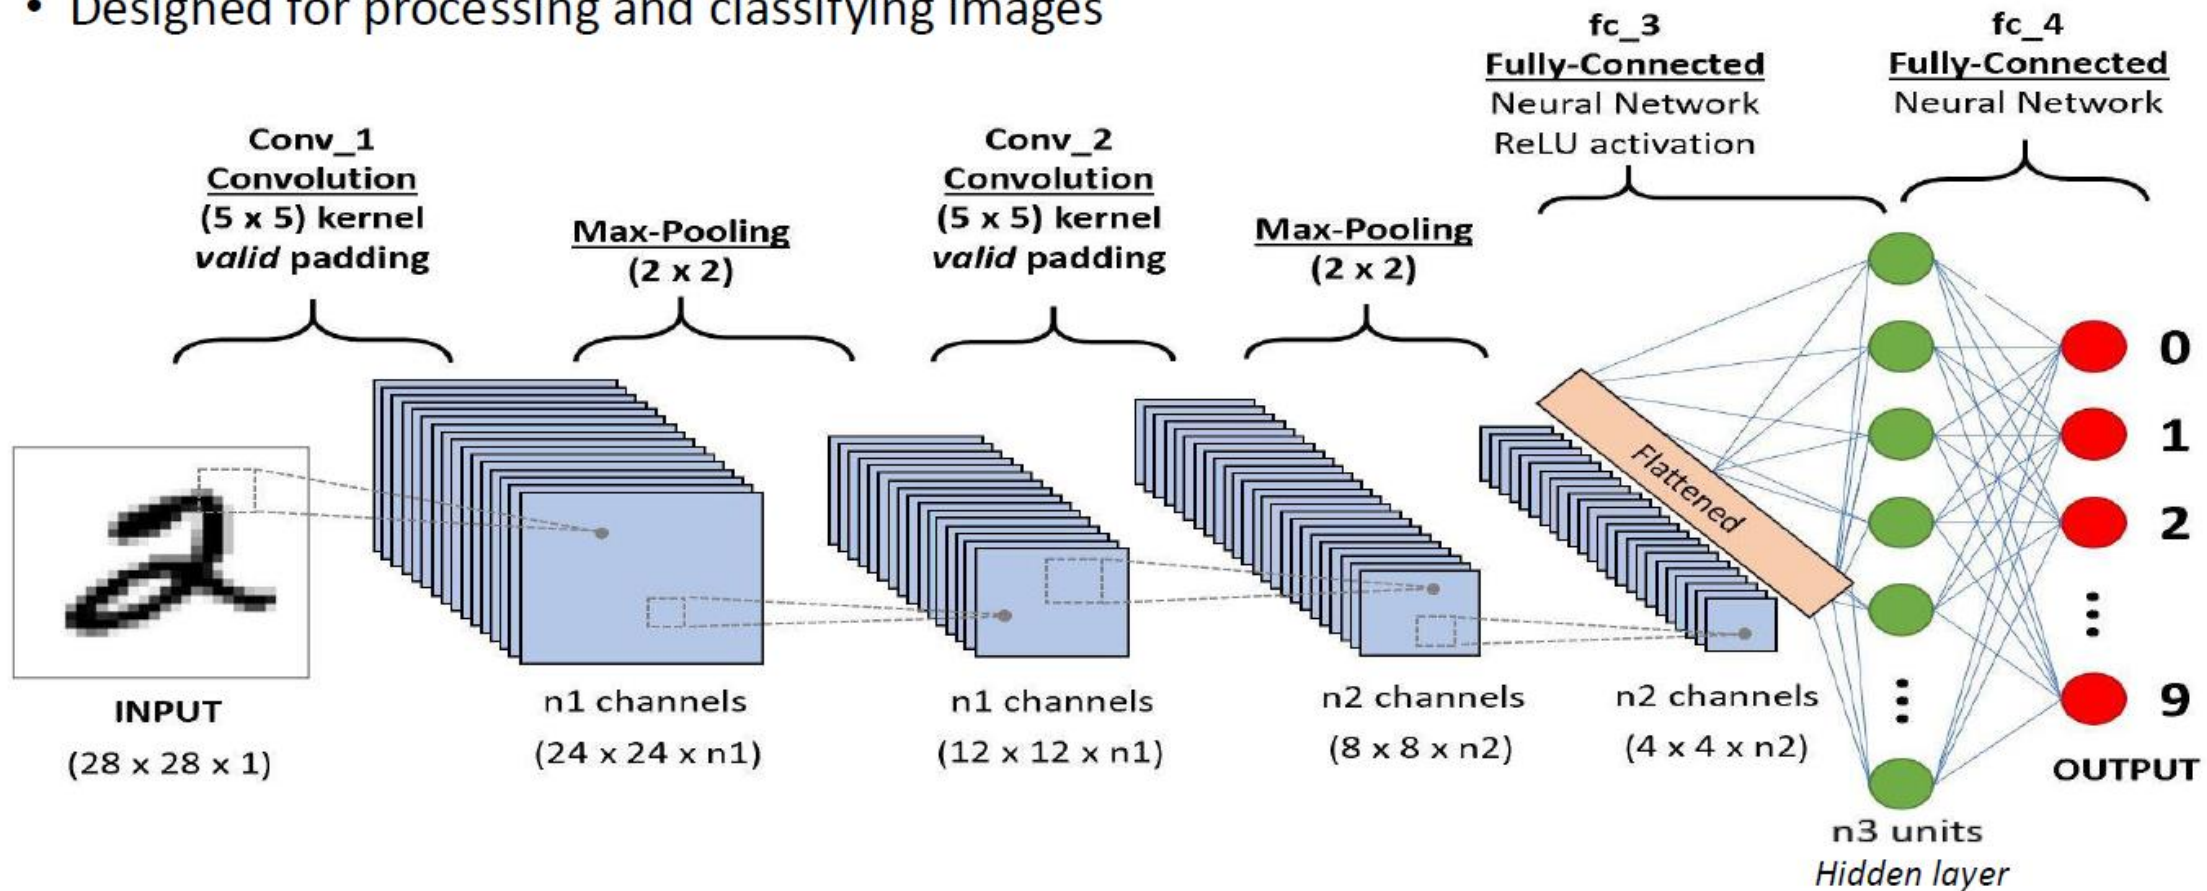 • Designed for processing and classifying images
fc_3
Fully-Connected
Neural Network
ReLU activation
fc_4
Fully-Connected
Neural Network
Conv_1
Convolution
(5 x 5) kernel
valid padding
Max-Pooling
(2 x 2)
Conv_2
Convolution
(5 x 5) kernel
valid padding
Max-Pooling
(2 x 2)
Flattened
0
1
2
⋮
9
⋮
INPUT
(28 x 28 x 1)
n1 channels
(24 x 24 x n1)
n1 channels
(12 x 12 x n1)
n2 channels
(8 x 8 x n2)
n2 channels
(4 x 4 x n2)
OUTPUT
n3 units
Hidden layer